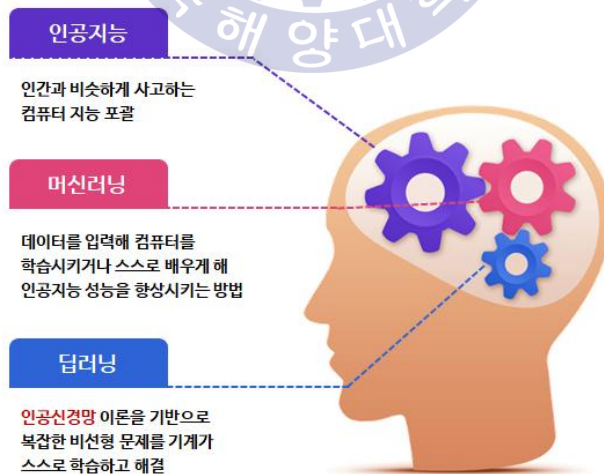 해양대
인공지능
인간과 비슷하게 사고하는
컴퓨터 지능 포괄
머신러닝
데이터를 입력해 컴퓨터를
학습시키거나 스스로 배우게 해
인공지능 성능을 향상시키는 방법
딥러닝
인공신경망 이론을 기반으로
복잡한 비선형 문제를 기계가
스스로 학습하고 해결